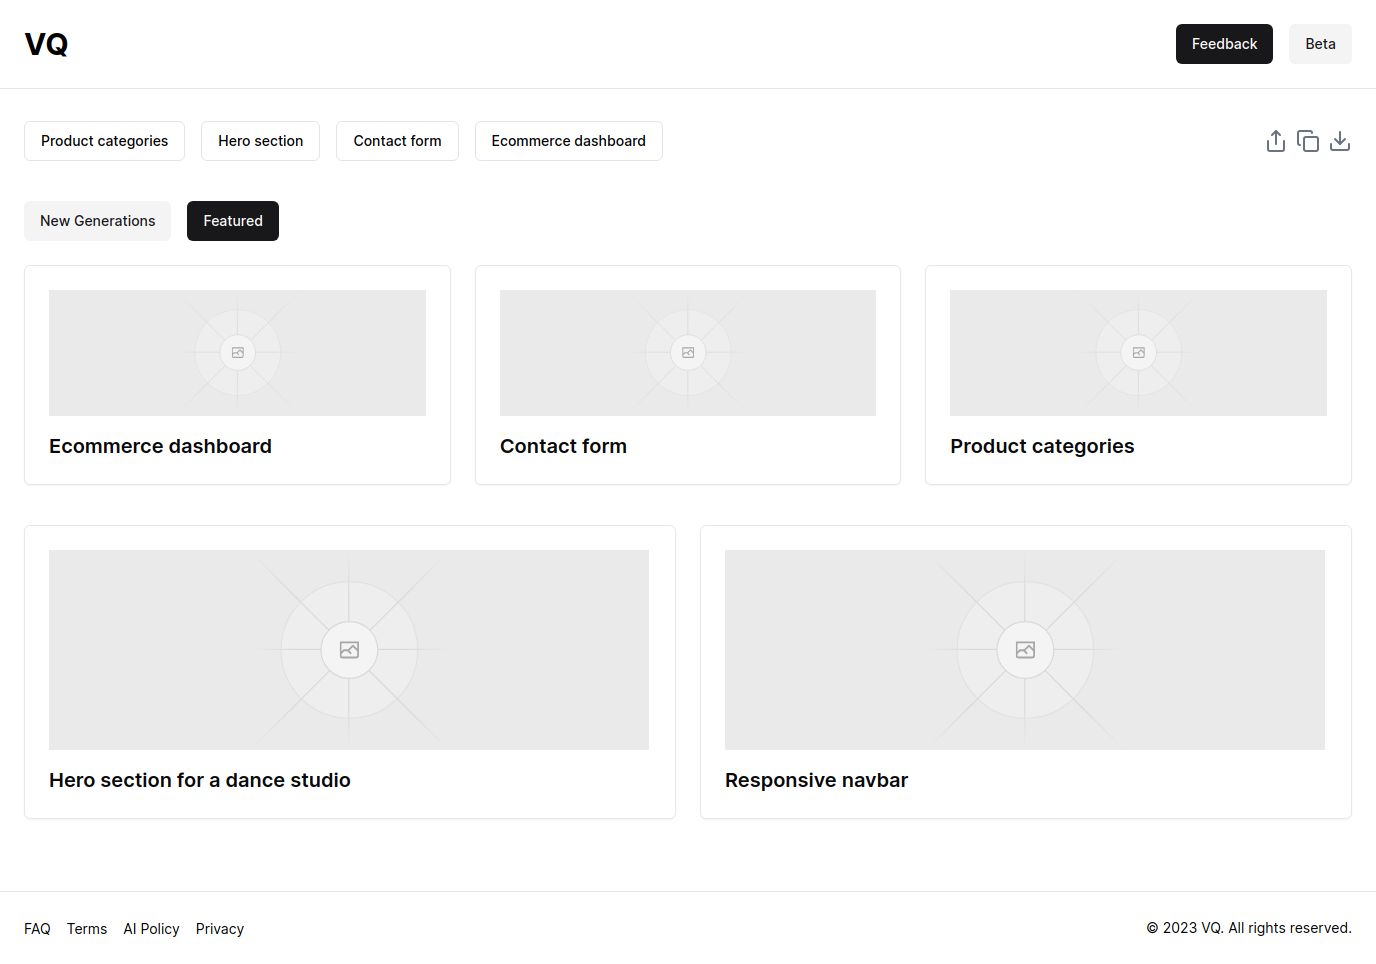 VQ
Feedback
Beta
Product categories
Hero section
Contact form
Ecommerce dashboard
New Generations
Featured
Ecommerce dashboard
Contact form
Product categories
Hero section for a dance studio
Responsive navbar
FAQ Terms AI Policy Privacy
© 2023 VQ. All rights reserved.